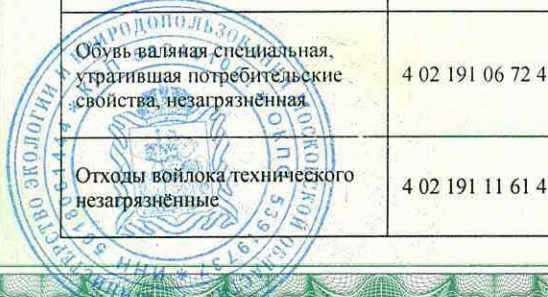 Обувь валяная специальная,
утратившая потребительские
свойства, незагрязнённая
4 02 191 06 72 4
Отходы войлока технического
незагрязнённые
4 02 191 11 61 4